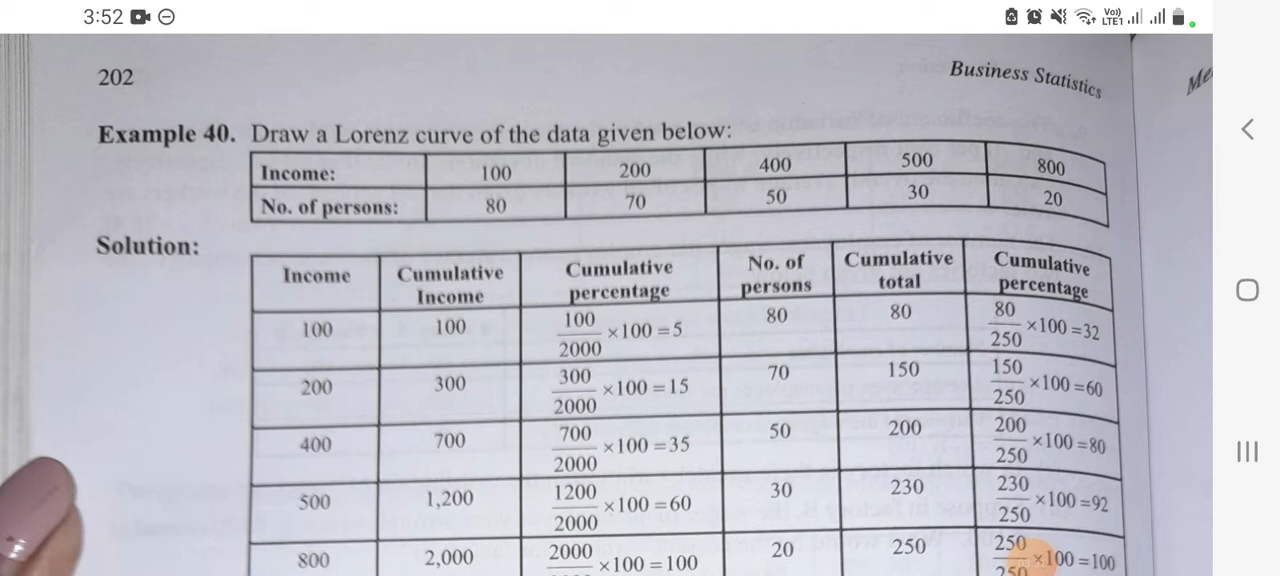 3:52
Vo)
LTE1
202
Business Statistics
Me
Example 40. Draw a Lorenz curve of the data given below:
Income: 100 200 400 500 800
No. of persons: 80 70 50 30 20
Solution:
Income Cumulative Income Cumulative percentage No. of persons Cumulative total Cumulative percentage
100 100 100/2000 ×100 =5 80 80 80/250 ×100 =32
200 300 300/2000 ×100 =15 70 150 150/250 ×100 =60
400 700 700/2000 ×100 =35 50 200 200/250 ×100 =80
500 1,200 1200/2000 ×100 =60 30 230 230/250 ×100 =92
800 2,000 2000 ×100 =100 20 250 250/250 ×100 =100